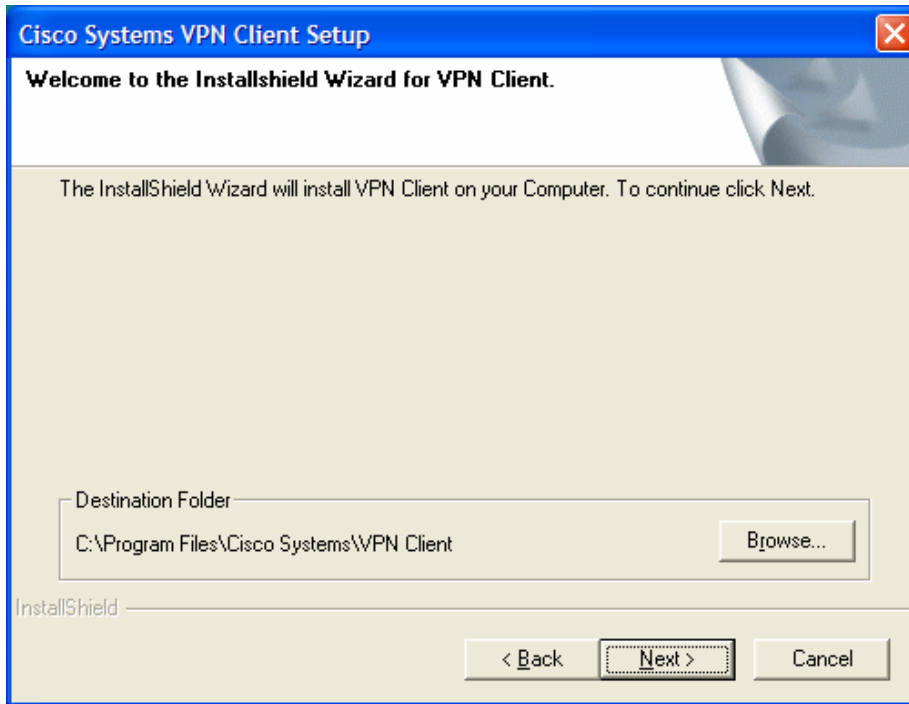 Cisco Systems VPN Client Setup
Welcome to the Installshield Wizard for VPN Client.
The InstallShield Wizard will install VPN Client on your Computer. To continue click Next.
Destination Folder
C:\Program Files\Cisco Systems\VPN Client
Browse...
InstallShield
< Back
Next >
Cancel